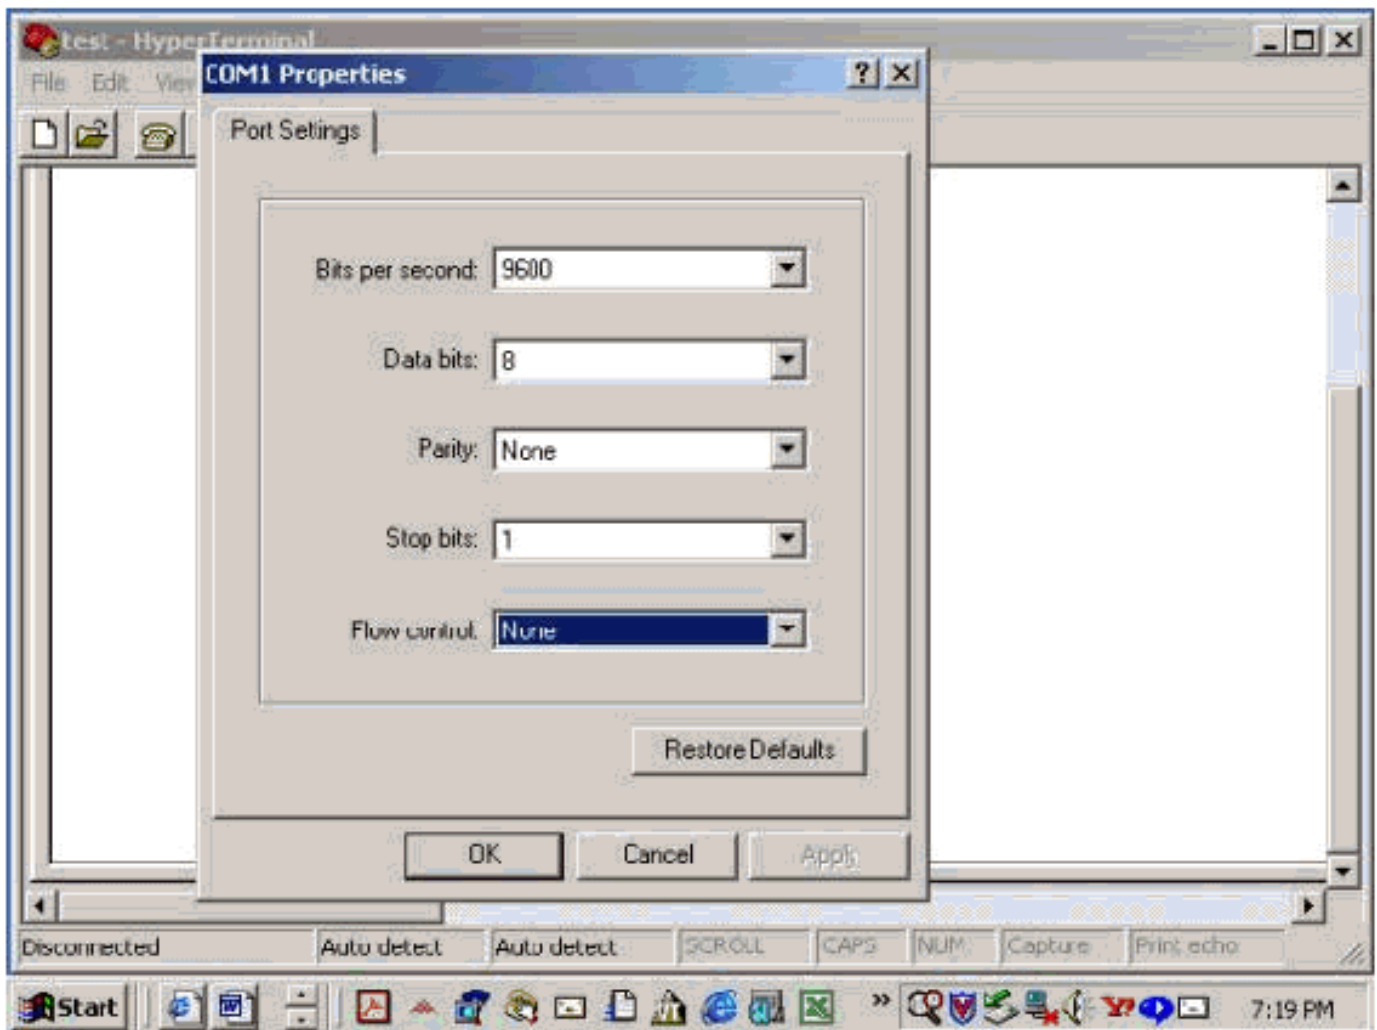 test - HyperTerminal
File Edit View
COM1 Properties
Port Settings
Bits per second: 9600
Data bits: 8
Parity: None
Stop bits: 1
Flow control: None
Restore Defaults
OK Cancel Apply
Disconnected Auto detect Auto detect SCROLL CAPS NUM Capture Print echo
Start » 7:19 PM